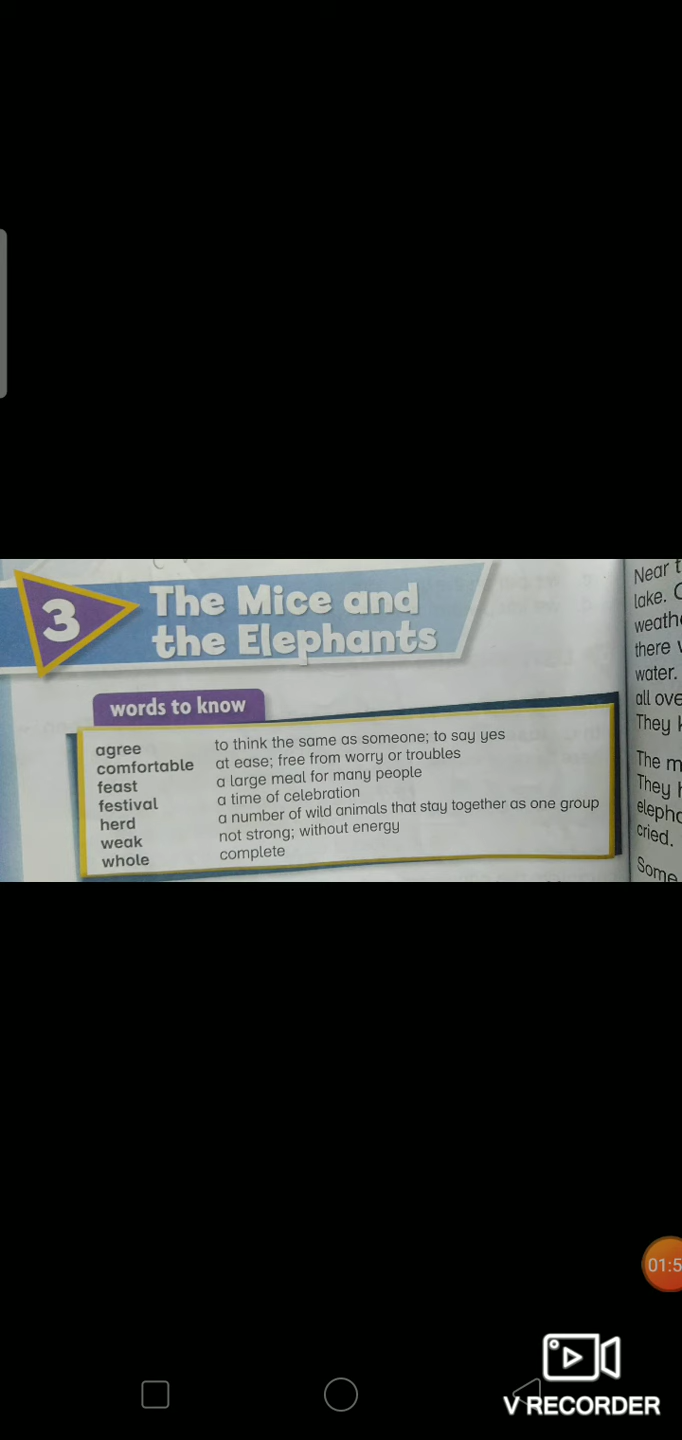 3
The Mice and
the Elephants
words to know
agree to think the same as someone; to say yes
comfortable at ease; free from worry or troubles
feast a large meal for many people
festival a time of celebration
herd a number of wild animals that stay together as one group
weak not strong; without energy
whole complete
Near
lake.
there
water.
all
They
The
They
cried.
Some
01:5
V RECORDER